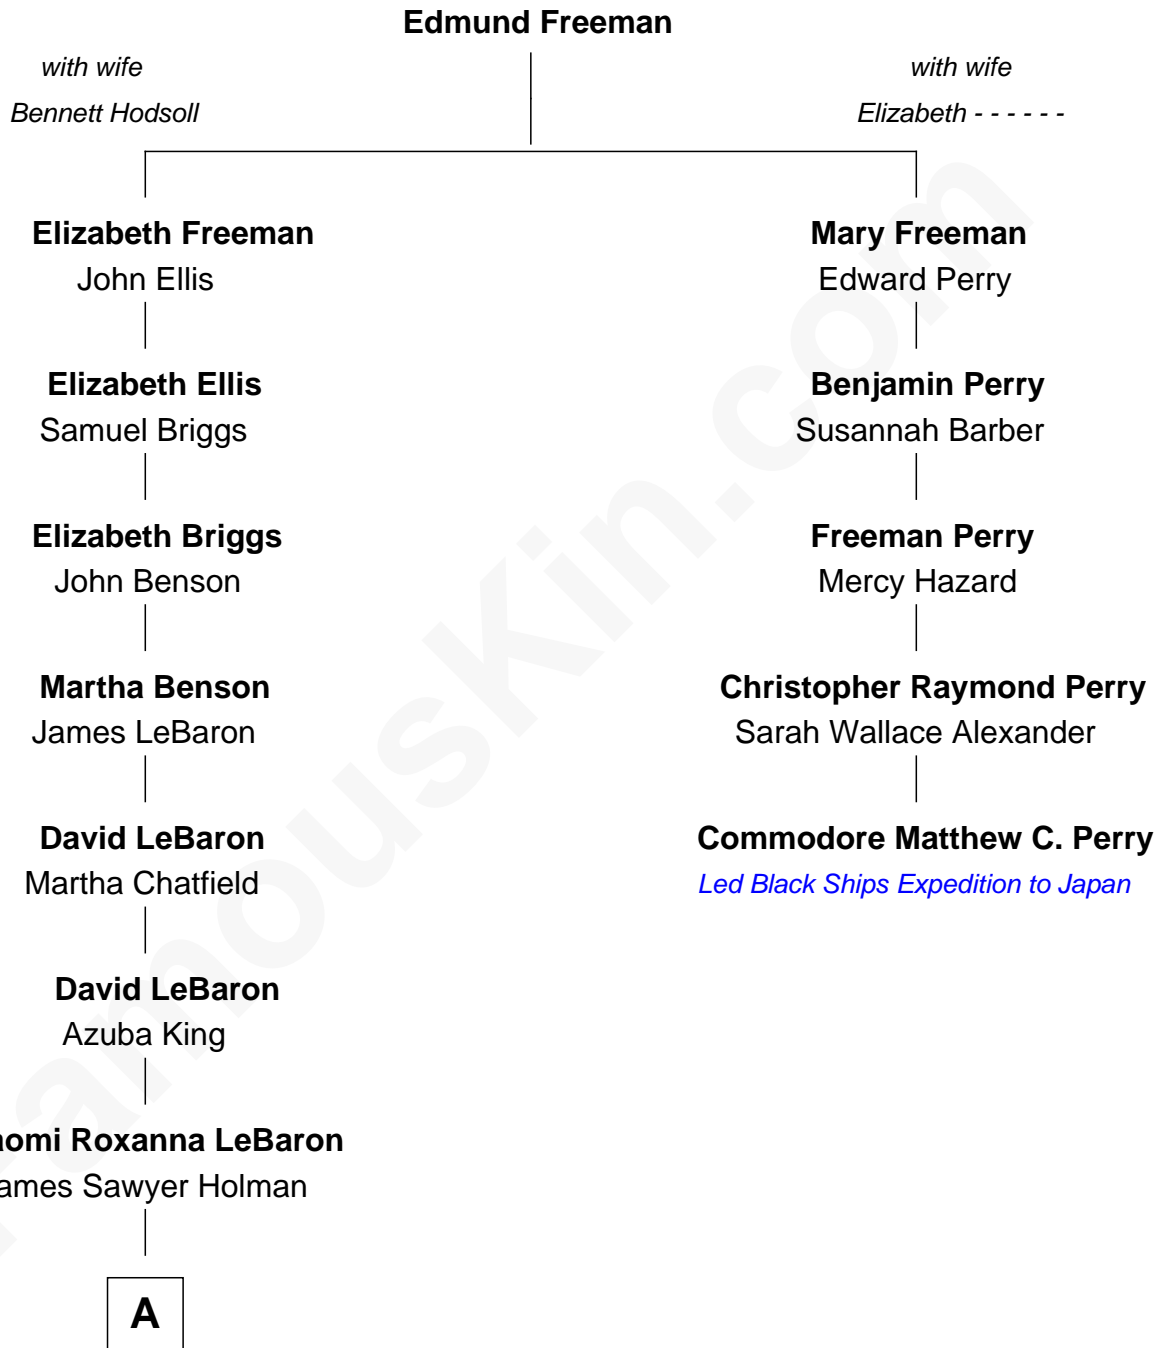 Edmund Freeman
with wife
Bennett Hodsoll
with wife
Elizabeth - - - - - -
Elizabeth Freeman
John Ellis
Mary Freeman
Edward Perry
Elizabeth Ellis
Samuel Briggs
Benjamin Perry
Susannah Barber
Elizabeth Briggs
John Benson
Freeman Perry
Mercy Hazard
Martha Benson
James LeBaron
Christopher Raymond Perry
Sarah Wallace Alexander
David LeBaron
Martha Chatfield
Commodore Matthew C. Perry
Led Black Ships Expedition to Japan
David LeBaron
Azuba King
aomi Roxanna LeBaron
ames Sawyer Holman
A
FamousKin.com